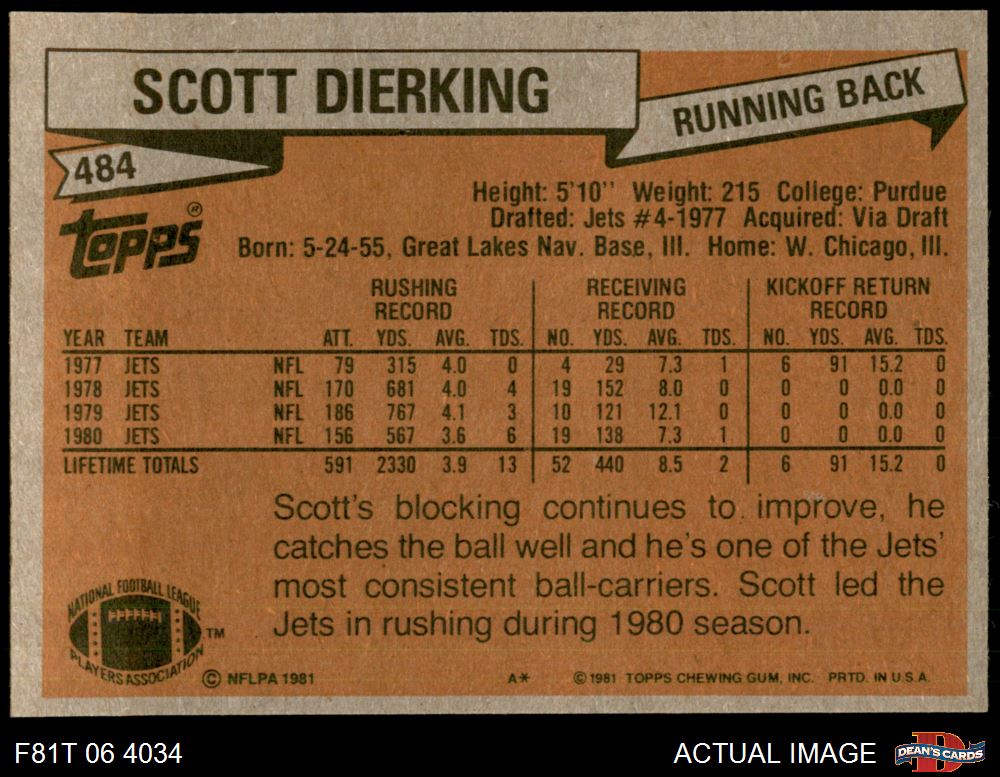 SCOTT DIERKING
RUNNING BACK
484
topps®
Height: 5'10'' Weight: 215 College: Purdue
Drafted: Jets #4-1977 Acquired: Via Draft
Born: 5-24-55, Great Lakes Nav. Base, Ill. Home: W. Chicago, Ill.
RUSHING RECORD RECEIVING RECORD KICKOFF RETURN RECORD
YEAR TEAM ATT. YDS. AVG. TDS. NO. YDS. AVG. TDS. NO. YDS. AVG. TDS.
1977 JETS NFL 79 315 4.0 0 4 29 7.3 1 6 91 15.2 0
1978 JETS NFL 170 681 4.0 4 19 152 8.0 0 0 0 0.0 0
1979 JETS NFL 186 767 4.1 3 10 121 12.1 0 0 0 0.0 0
1980 JETS NFL 156 567 3.6 6 19 138 7.3 1 0 0 0.0 0
LIFETIME TOTALS 591 2330 3.9 13 52 440 8.5 2 6 91 15.2 0
Scott's blocking continues to improve, he
catches the ball well and he's one of the Jets'
most consistent ball-carriers. Scott led the
Jets in rushing during 1980 season.
NATIONAL FOOTBALL LEAGUE
PLAYERS ASSOCIATION
TM
© NFLPA 1981
A*
© 1981 TOPPS CHEWING GUM, INC. PRTD. IN U.S.A.
F81T 06 4034
ACTUAL IMAGE
D
DEAN'S CARDS